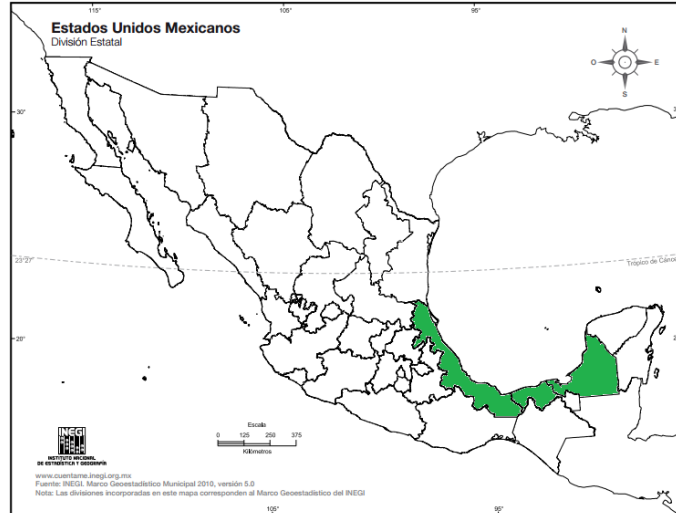 115°
105°
95°
Estados Unidos Mexicanos
División Estatal
N
O
E
S
30°
23°27'
Trópico de Cánce
20°
Escala
0 125 250 375
Kilómetros
INEGI
INSTITUTO NACIONAL
DE ESTADÍSTICA Y GEOGRAFÍA
www.cuentame.inegi.org.mx
Fuente: INEGI. Marco Geoestadístico Municipal 2010, versión 5.0
Nota: Las divisiones incorporadas en este mapa corresponden al Marco Geoestadístico del INEGI
105°
95°